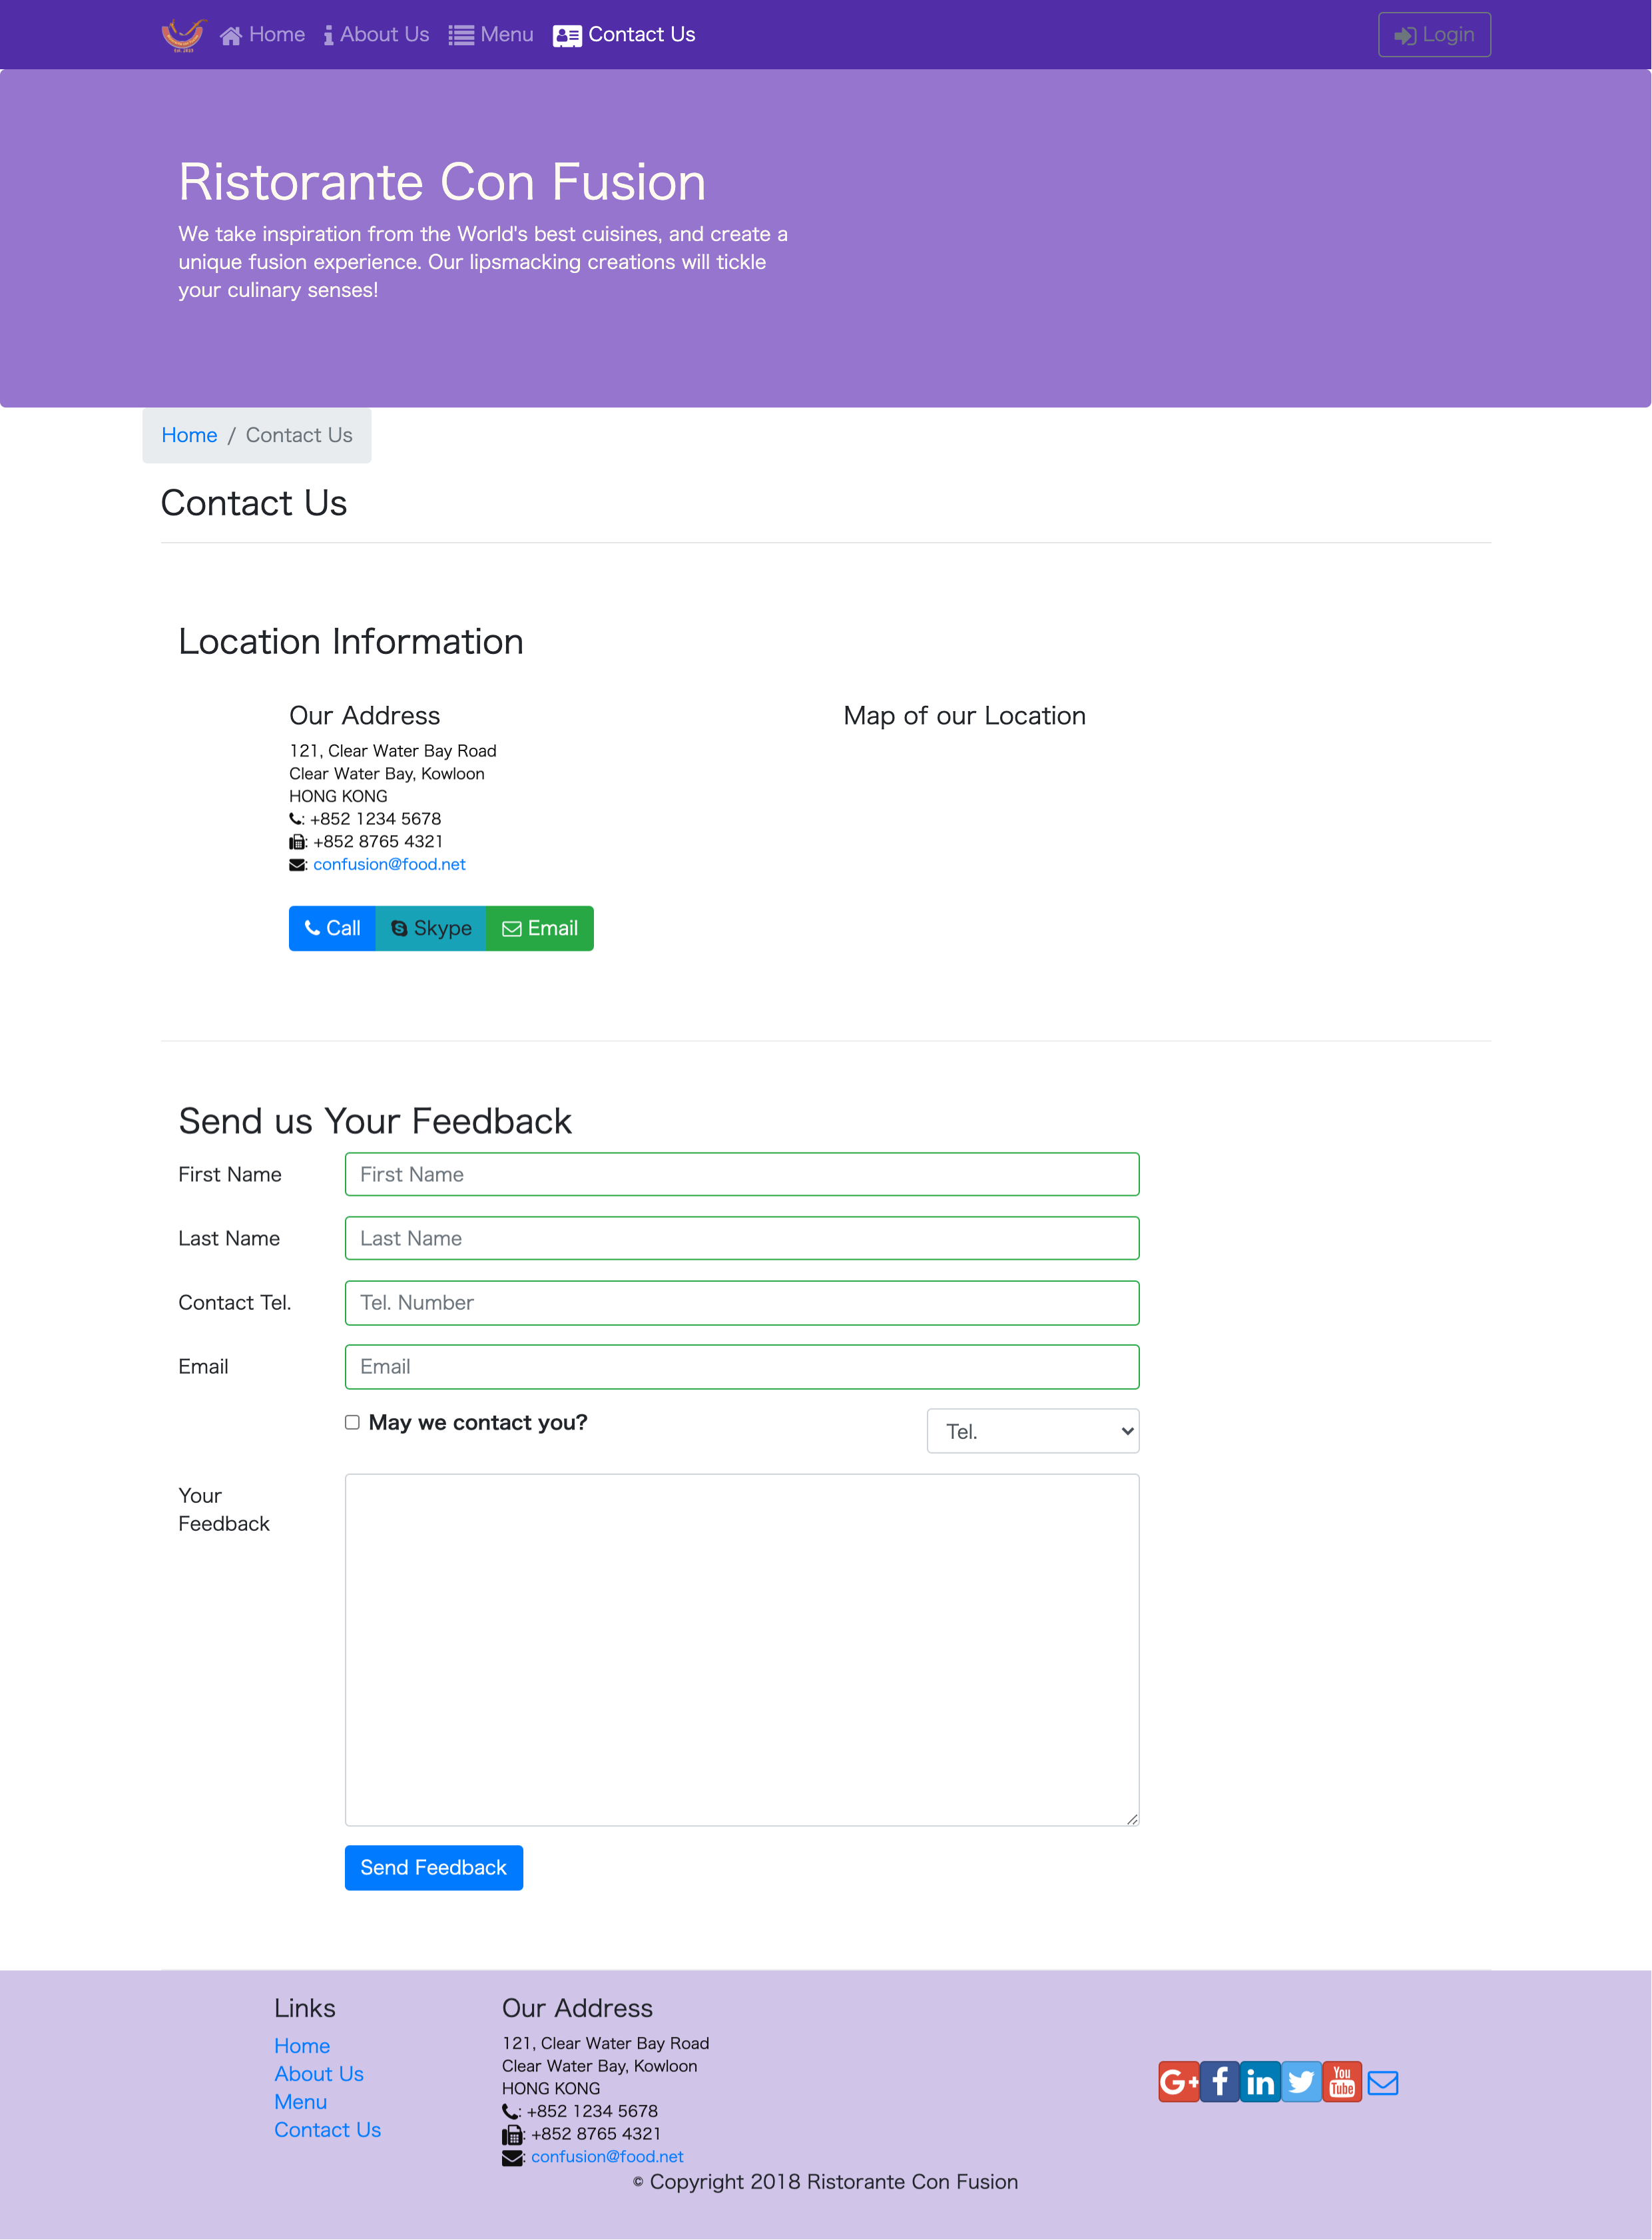 Home About Us Menu Contact Us Login
Ristorante Con Fusion
We take inspiration from the World's best cuisines, and create a
unique fusion experience. Our lipsmacking creations will tickle
your culinary senses!
Home / Contact Us
Contact Us
Location Information
Our Address
121, Clear Water Bay Road
Clear Water Bay, Kowloon
HONG KONG
: +852 1234 5678
: +852 8765 4321
: confusion@food.net
Call Skype Email
Map of our Location
Send us Your Feedback
First Name First Name
Last Name Last Name
Contact Tel. Tel. Number
Email Email
May we contact you? Tel.
Your
Feedback
Send Feedback
Links
Home
About Us
Menu
Contact Us
Our Address
121, Clear Water Bay Road
Clear Water Bay, Kowloon
HONG KONG
: +852 1234 5678
: +852 8765 4321
: confusion@food.net
G+ f in You Tube
© Copyright 2018 Ristorante Con Fusion